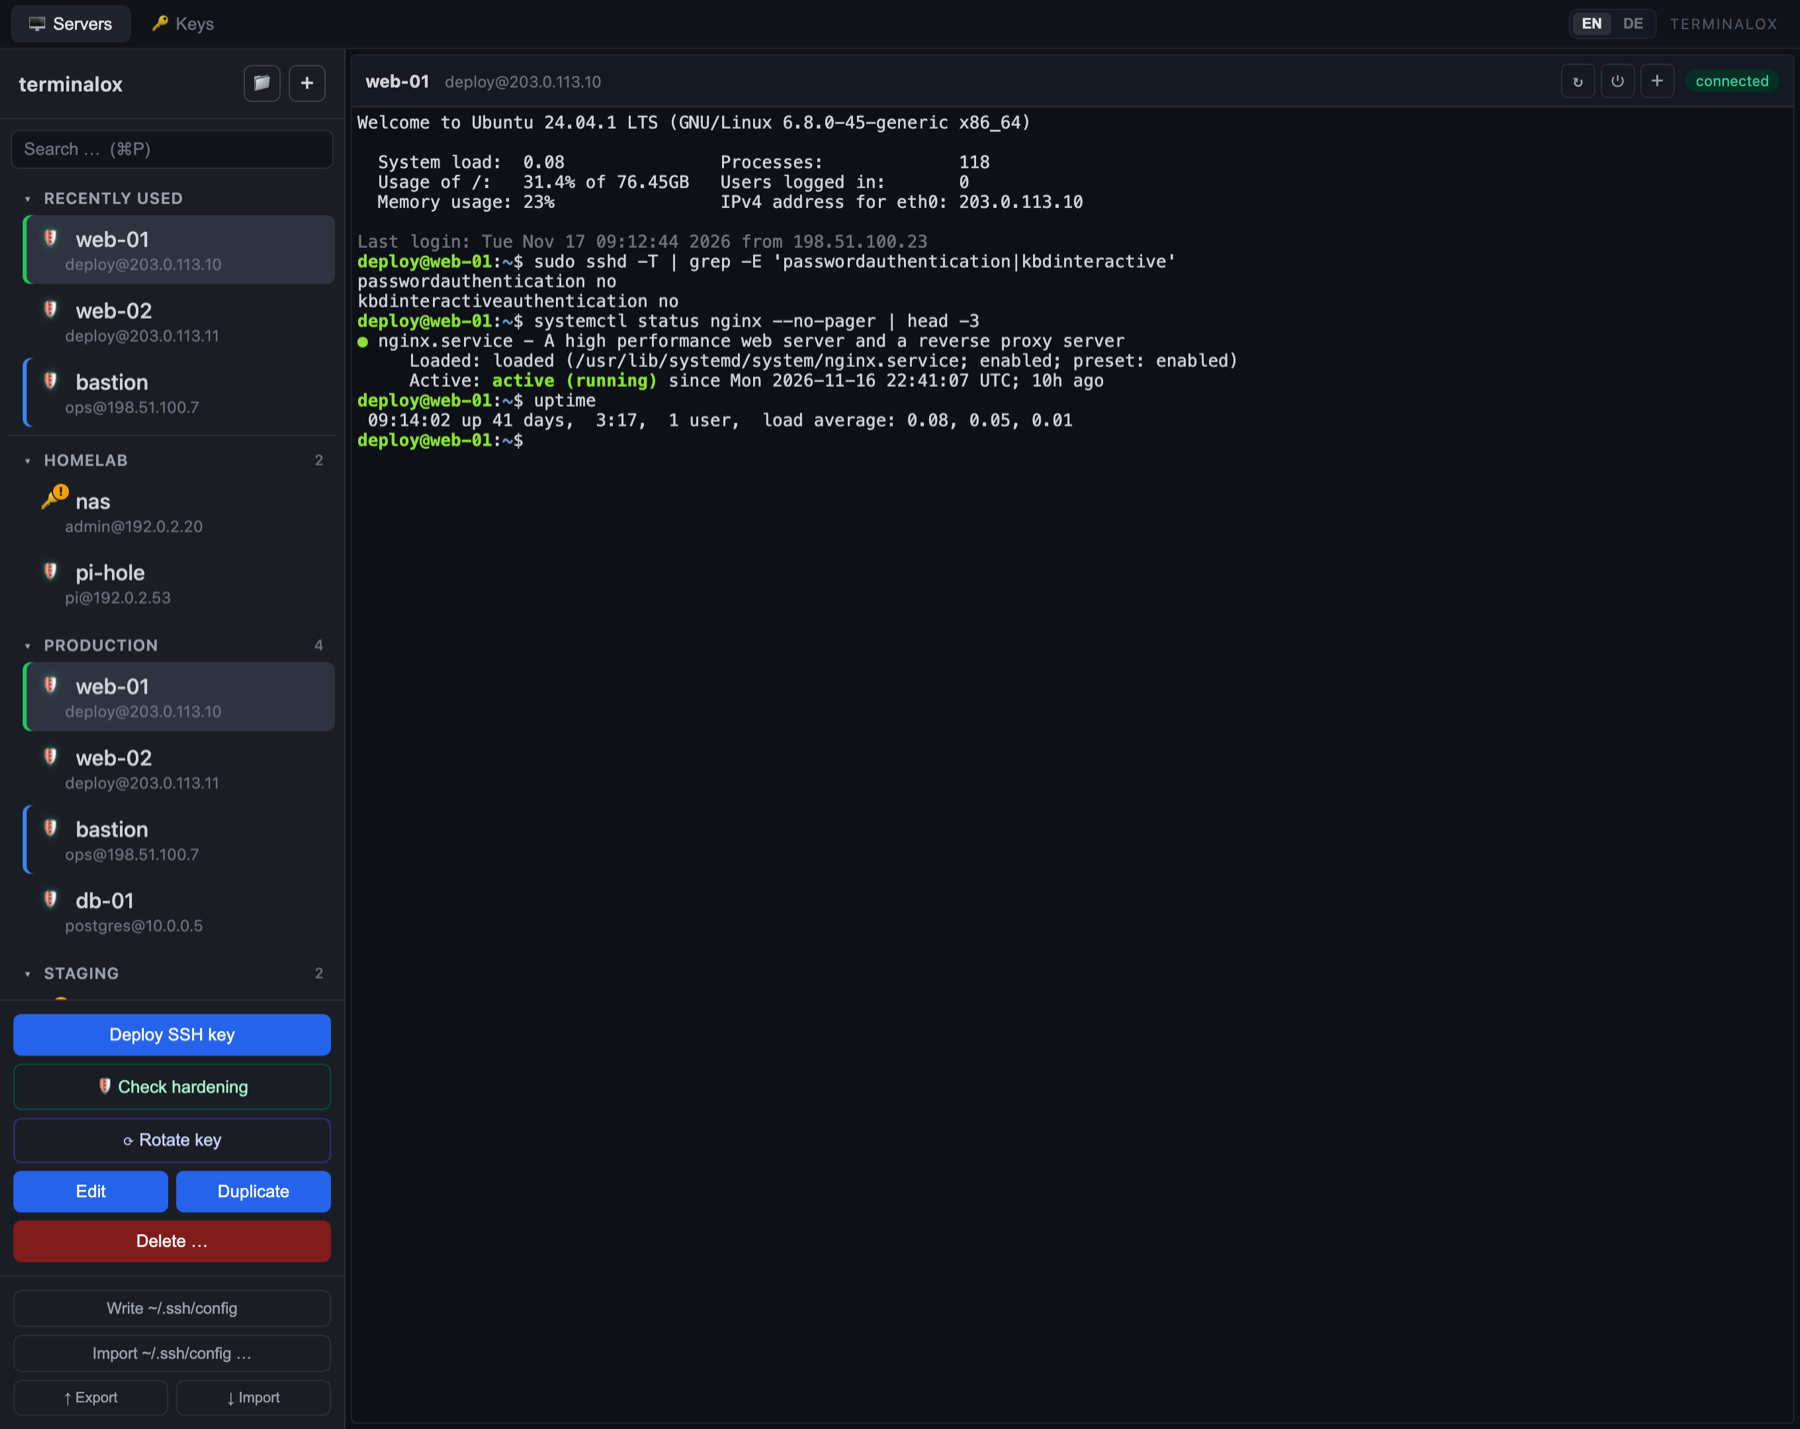 Servers
Keys
EN DE TERMINALOX
terminalox
+
Search … (⌘P)
RECENTLY USED
web-01
deploy@203.0.113.10
web-02
deploy@203.0.113.11
bastion
ops@198.51.100.7
HOMELAB 2
nas
admin@192.0.2.20
pi-hole
pi@192.0.2.53
PRODUCTION 4
web-01
deploy@203.0.113.10
web-02
deploy@203.0.113.11
bastion
ops@198.51.100.7
db-01
postgres@10.0.0.5
STAGING 2
Deploy SSH key
Check hardening
⟳ Rotate key
Edit
Duplicate
Delete …
Write ~/.ssh/config
Import ~/.ssh/config …
↑ Export
↓ Import
web-01 deploy@203.0.113.10
↻ ⏻ + connected
Welcome to Ubuntu 24.04.1 LTS (GNU/Linux 6.8.0-45-generic x86_64)
System load: 0.08 Processes: 118
Usage of /: 31.4% of 76.45GB Users logged in: 0
Memory usage: 23% IPv4 address for eth0: 203.0.113.10
Last login: Tue Nov 17 09:12:44 2026 from 198.51.100.23
deploy@web-01:~$ sudo sshd -T | grep -E 'passwordauthentication|kbdinteractive'
passwordauthentication no
kbdinteractiveauthentication no
deploy@web-01:~$ systemctl status nginx --no-pager | head -3
● nginx.service - A high performance web server and a reverse proxy server
Loaded: loaded (/usr/lib/systemd/system/nginx.service; enabled; preset: enabled)
Active: active (running) since Mon 2026-11-16 22:41:07 UTC; 10h ago
deploy@web-01:~$ uptime
09:14:02 up 41 days, 3:17, 1 user, load average: 0.08, 0.05, 0.01
deploy@web-01:~$